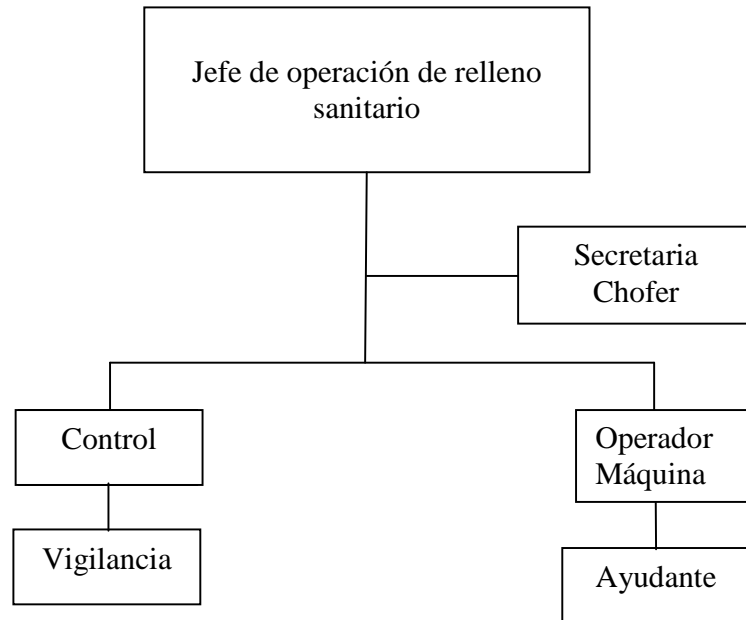 Jefe de operación de relleno
sanitario
Secretaria
Chofer
Control
Operador
Máquina
Vigilancia
Ayudante